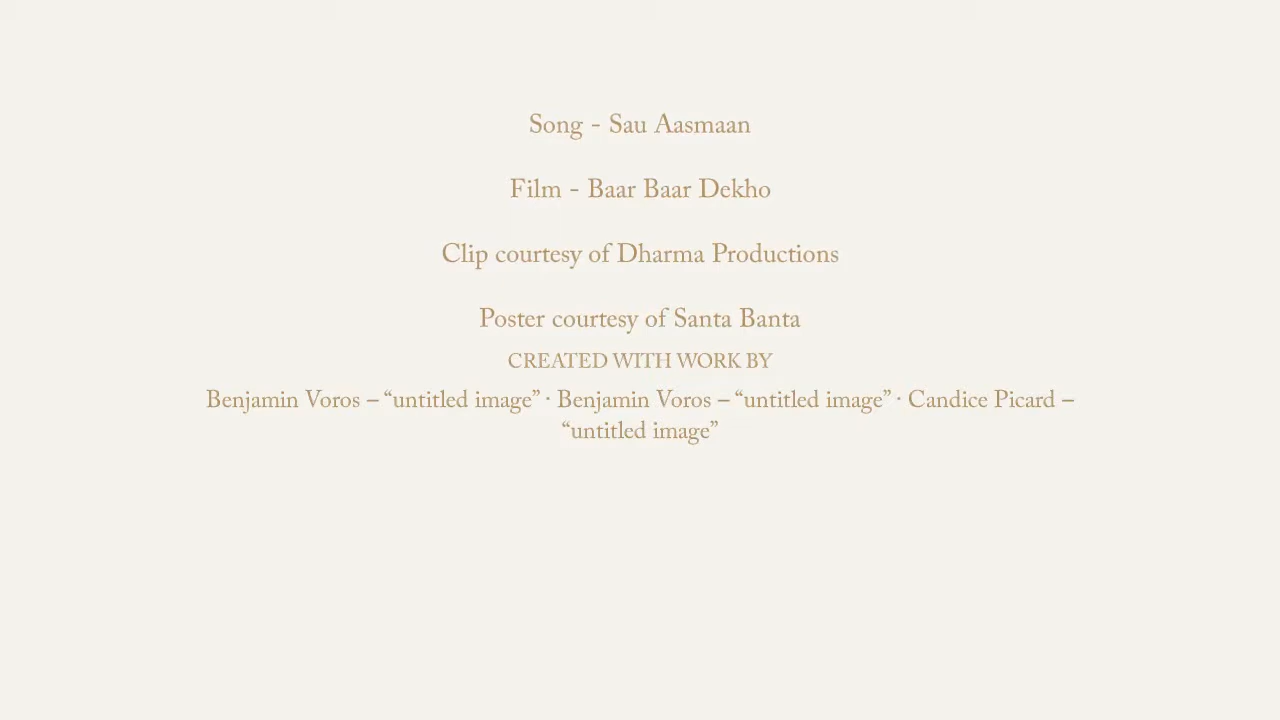 Song - Sau Aasmaan
Film - Baar Baar Dekho
Clip courtesy of Dharma Productions
Poster courtesy of Santa Banta
CREATED WITH WORK BY
Benjamin Voros – “untitled image” · Benjamin Voros – “untitled image” · Candice Picard –
“untitled image”